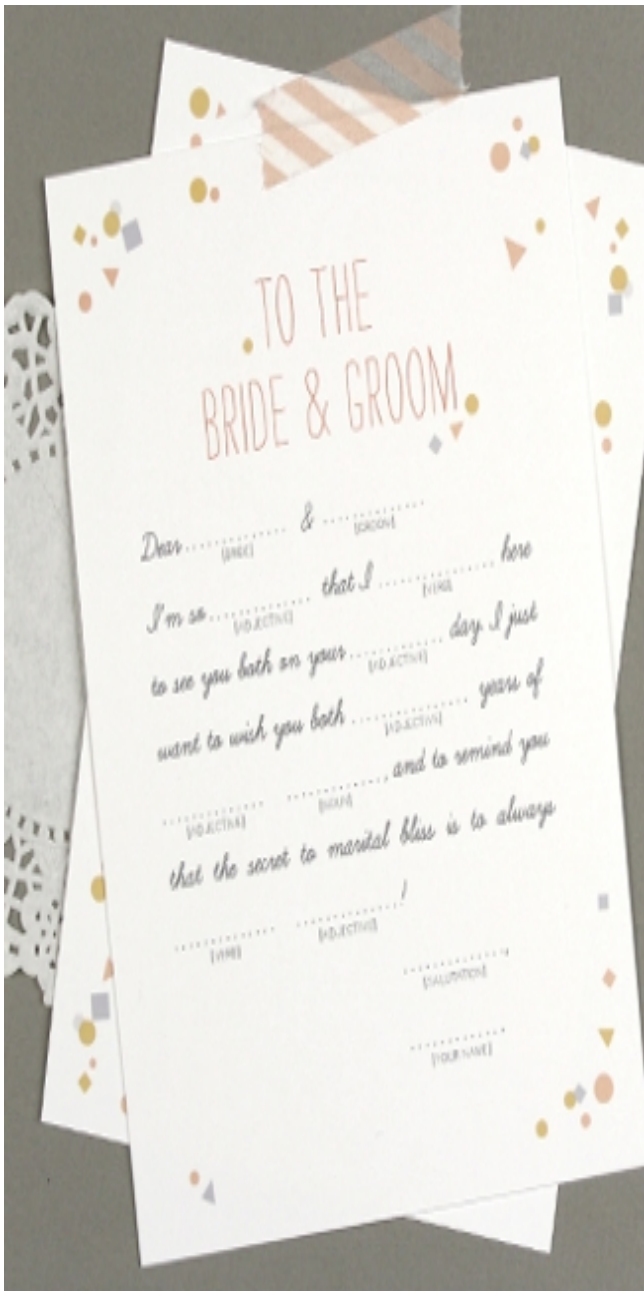 TO THE
BRIDE & GROOM
Dear ............... & ...............
[BRIDE] [GROOM]
I'm so ............... that I ............... here
[ADJECTIVE] [VERB]
to see you both on your ............... day. I just
[ADJECTIVE]
want to wish you both ............... years of
[ADJECTIVE]
............... ..............., and to remind you
[ADJECTIVE] [NOUN]
that the secret to marital bliss is to always
............... ...............!
[VERB] [ADJECTIVE]
...............,
[SALUTATION]
...............
[YOUR NAME]